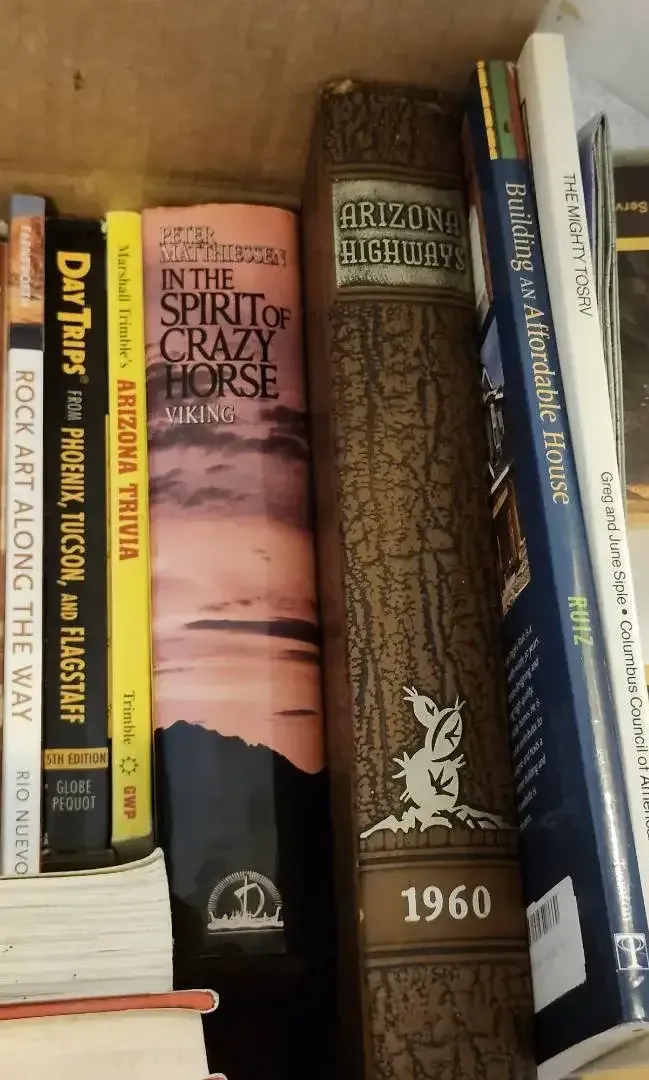 ROCK ART ALONG THE WAY
RIO NUEVO
DAY TRIPS®
FROM PHOENIX, TUCSON, AND FLAGSTAFF
5TH EDITION
GLOBE
PEQUOT
Marshall Trimble's
ARIZONA TRIVIA
Trimble
GWP
PETER
MATTHIESSEN
IN THE
SPIRIT OF
CRAZY
HORSE
VIKING
ARIZONA
HIGHWAYS
1960
Building AN Affordable House
RUIZ
Taunton
THE MIGHTY TOSRV
Greg and June Siple • Columbus Council of
Serv